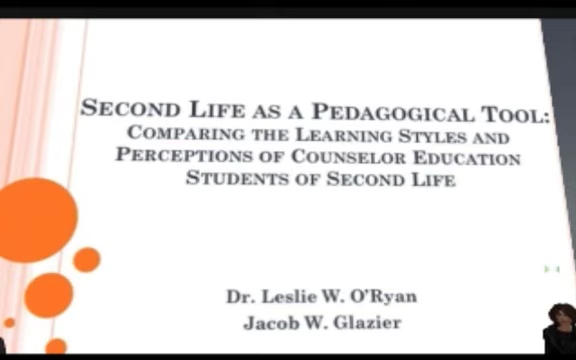 SECOND LIFE AS A PEDAGOGICAL TOOL:
COMPARING THE LEARNING STYLES AND
PERCEPTIONS OF COUNSELOR EDUCATION
STUDENTS OF SECOND LIFE
Dr. Leslie W. O'Ryan
Jacob W. Glazier